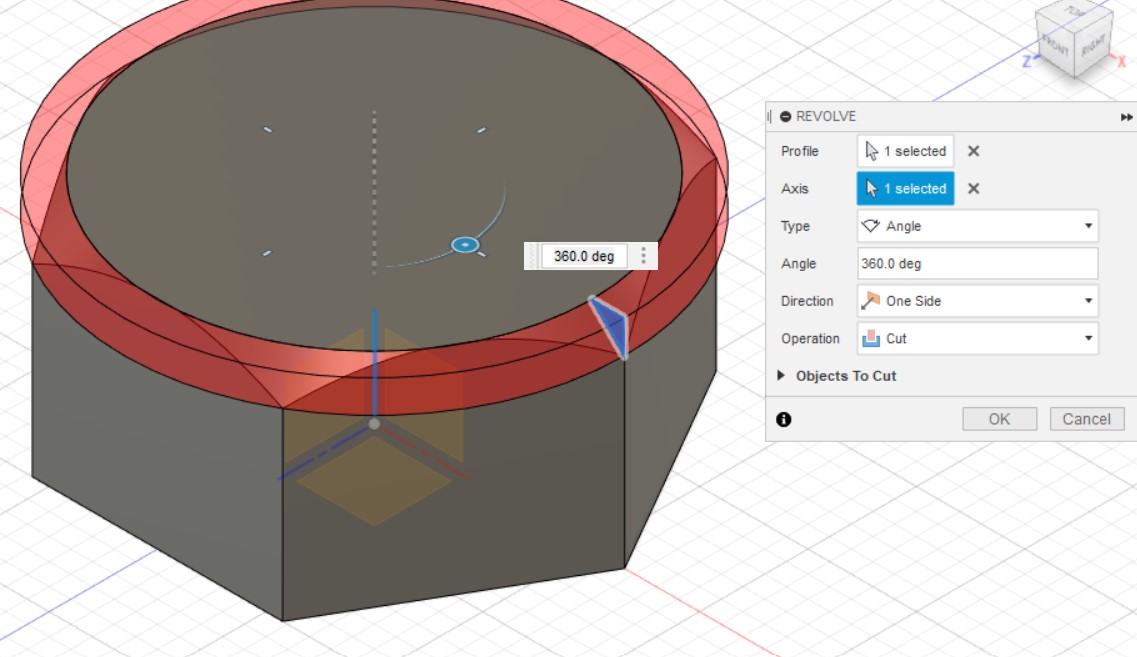 TOP
FRONT
RIGHT
Z
X
REVOLVE
Profile 1 selected
Axis 1 selected
Type Angle
Angle 360.0 deg
Direction One Side
Operation Cut
Objects To Cut
OK Cancel
360.0 deg